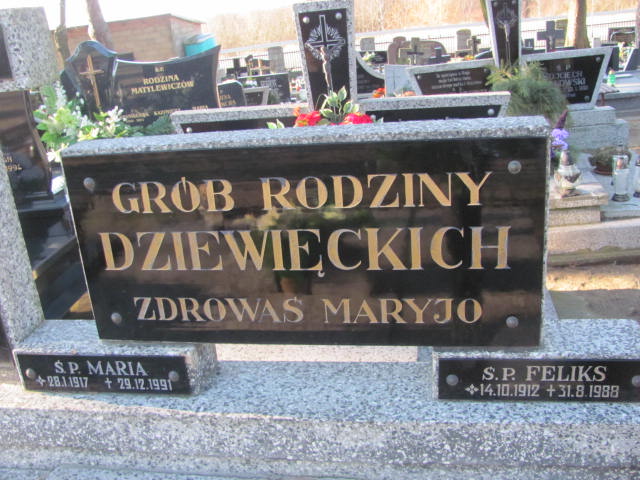 Ś.P.
RODZINA
MATYLEWICZÓW
GRÓB RODZINY
DZIEWIĘCKICH
ZDROWAŚ MARYJO
Ś.P. MARIA
28.1.1917 + 29.12.1991
Ś.P. FELIKS
14.10.1912 + 31.8.1988